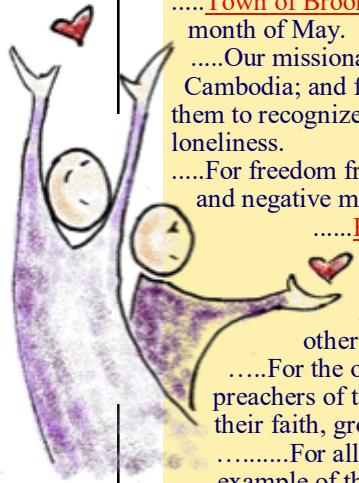 .....Town of Broo
month of May.
.....Our missiona
Cambodia; and f
them to recognize
loneliness.
.....For freedom fr
and negative m
......
other
…..For the o
preachers of t
their faith, gro
…......For all
example of th